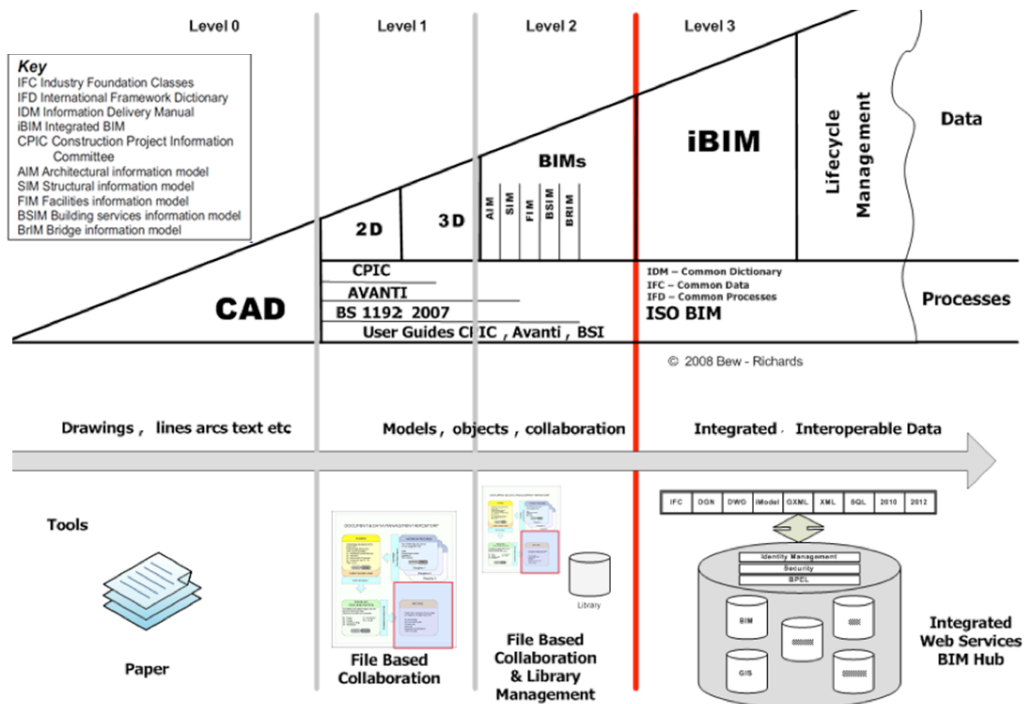 Level 0
Level 1
Level 2
Level 3
Key
IFC Industry Foundation Classes
IFD International Framework Dictionary
IDM Information Delivery Manual
iBIM Integrated BIM
CPIC Construction Project Information
Committee
AIM Architectural information model
SIM Structural information model
FIM Facilities information model
BSIM Building services information model
BrIM Bridge information model
CAD
2D
3D
BIMs
AIM
SIM
FIM
BSIM
BRIM
iBIM
Lifecycle
Management
Data
CPIC
AVANTI
BS 1192 2007
User Guides CPIC , Avanti , BSI
IDM – Common Dictionary
IFC – Common Data
IFD – Common Processes
ISO BIM
Processes
© 2008 Bew - Richards
Drawings , lines arcs text etc
Models , objects , collaboration
Integrated , Interoperable Data
Tools
Paper
File Based
Collaboration
Library
File Based
Collaboration
& Library
Management
IFC DGN DWG iModel GXML XML SQL 2010 2012
Identity Management
Security
BPEL
BIM
GIS
Integrated
Web Services
BIM Hub